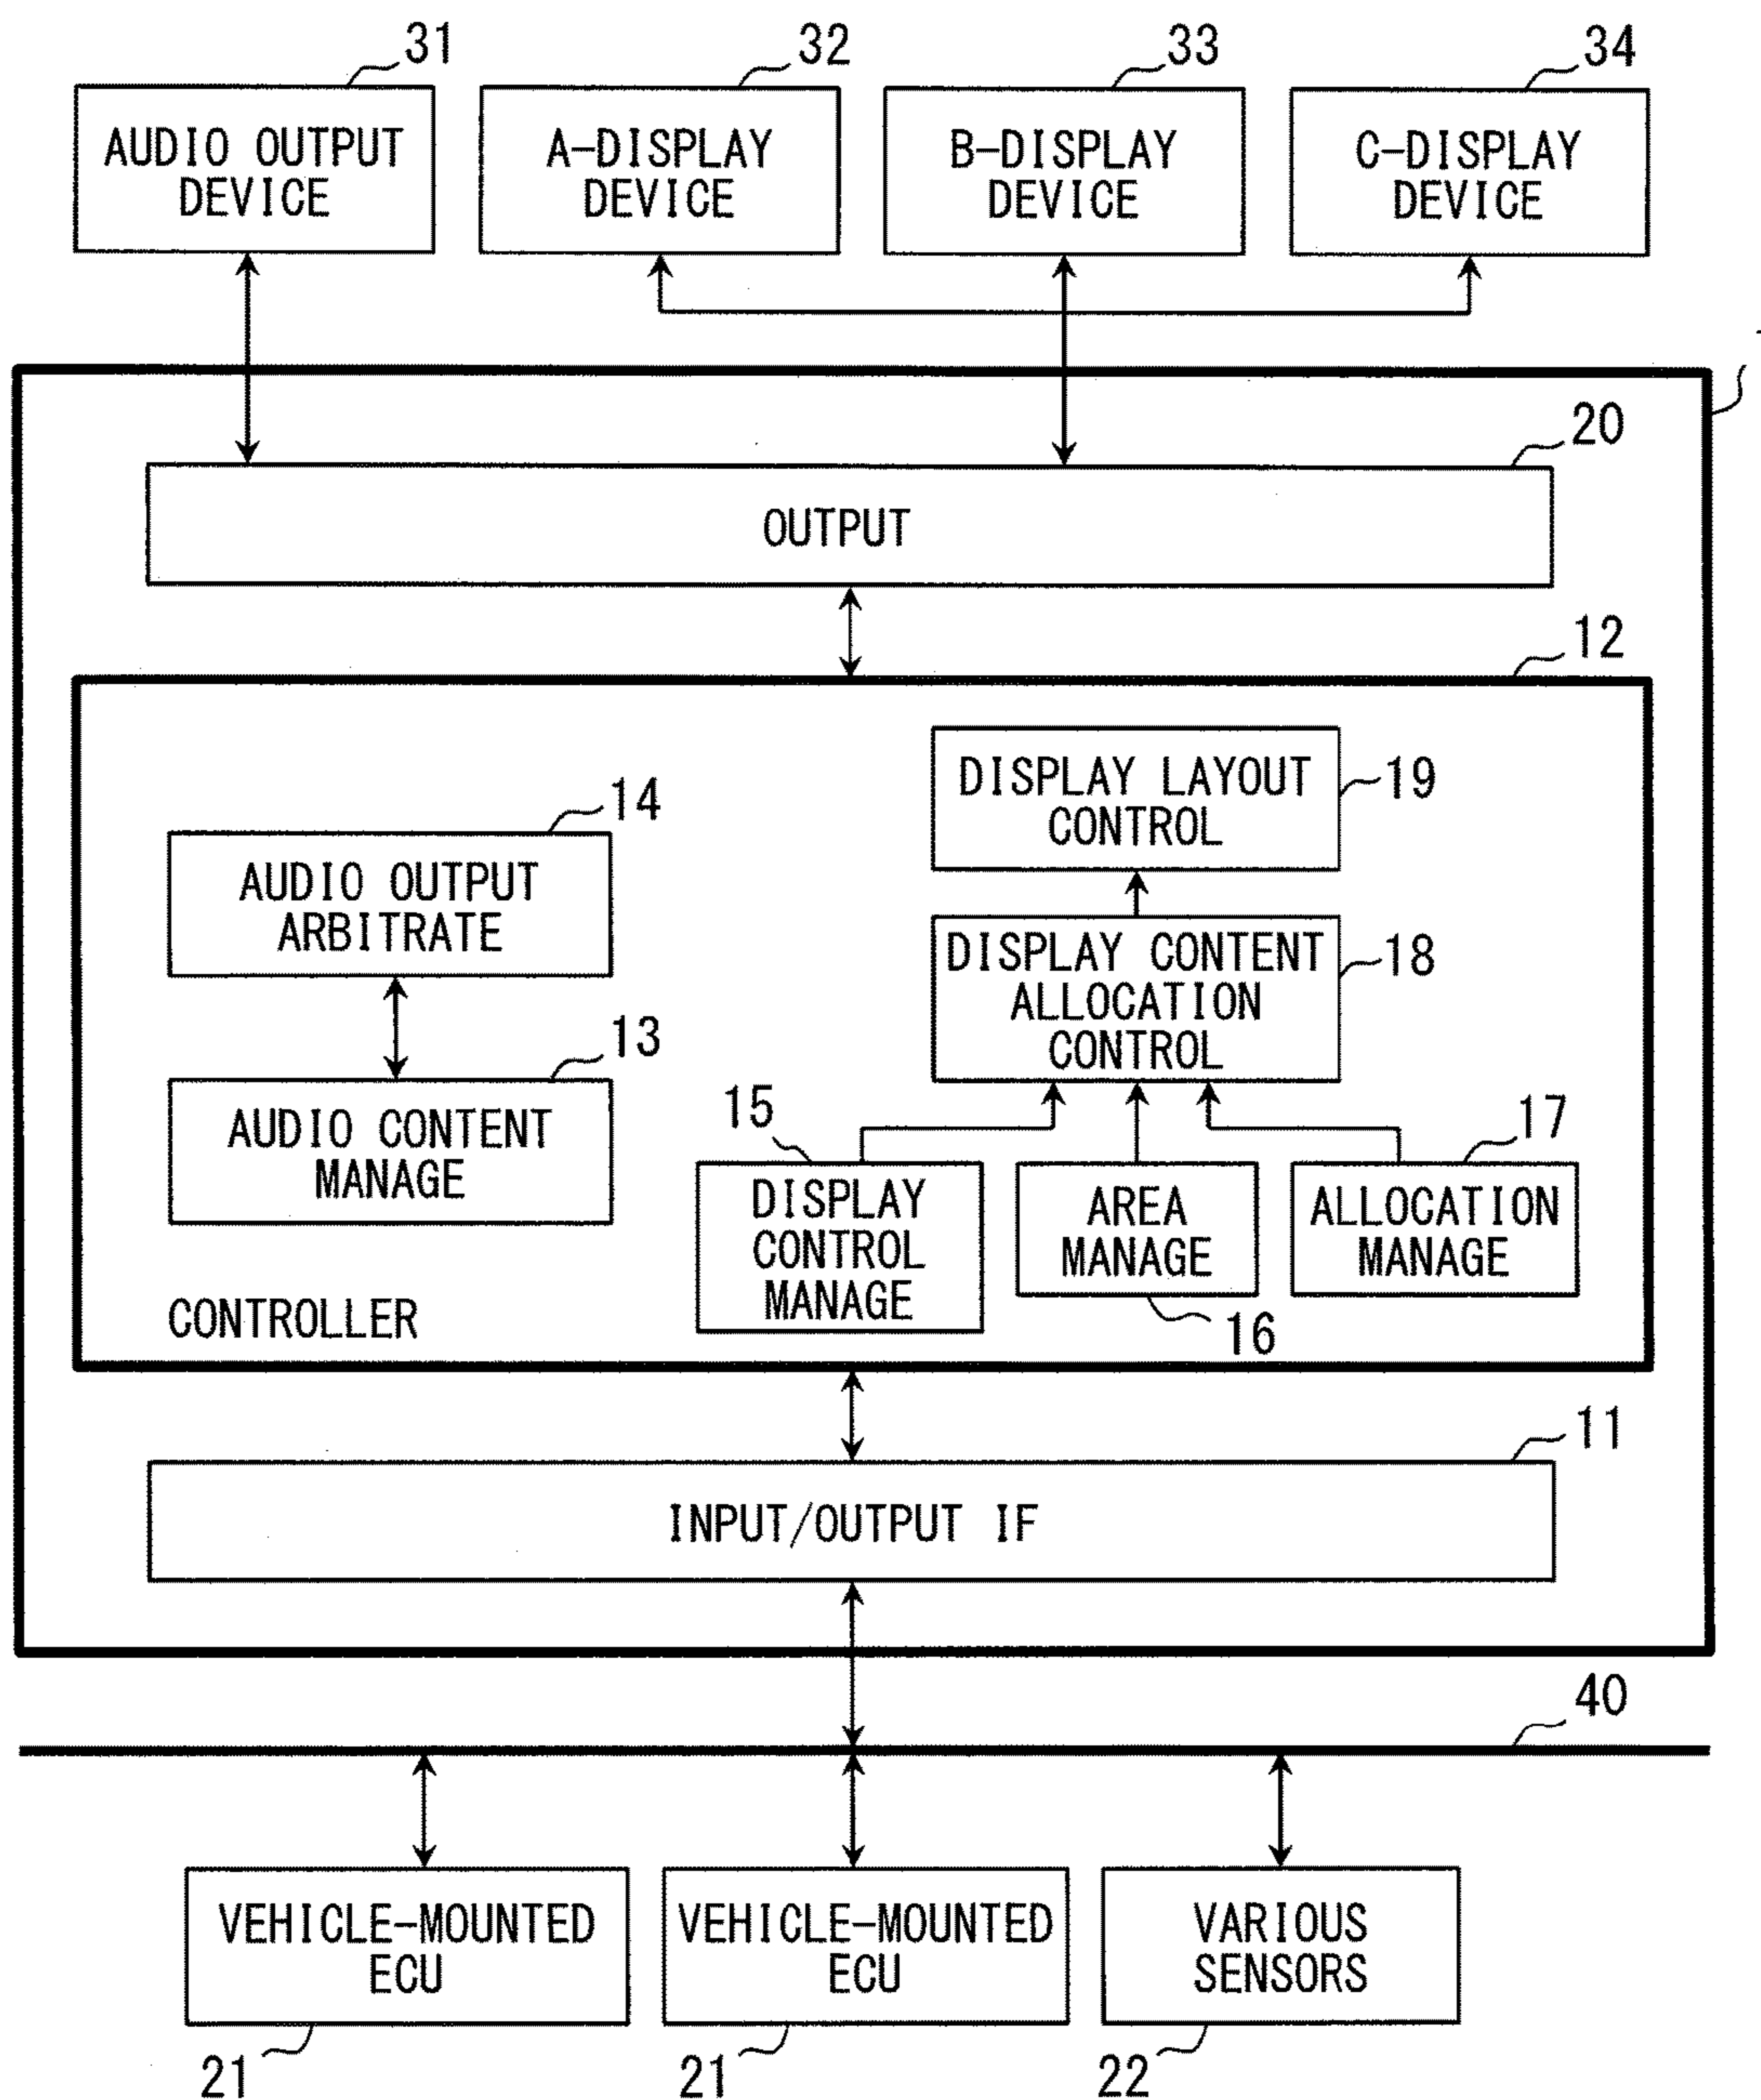 31
32
33
34
AUDIO OUTPUT
DEVICE
A-DISPLAY
DEVICE
B-DISPLAY
DEVICE
C-DISPLAY
DEVICE
20
OUTPUT
12
DISPLAY LAYOUT
CONTROL
19
14
AUDIO OUTPUT
ARBITRATE
DISPLAY CONTENT
ALLOCATION
CONTROL
18
13
AUDIO CONTENT
MANAGE
15
DISPLAY
CONTROL
MANAGE
AREA
MANAGE
16
17
ALLOCATION
MANAGE
CONTROLLER
11
INPUT/OUTPUT IF
40
VEHICLE-MOUNTED
ECU
VEHICLE-MOUNTED
ECU
VARIOUS
SENSORS
21
21
22